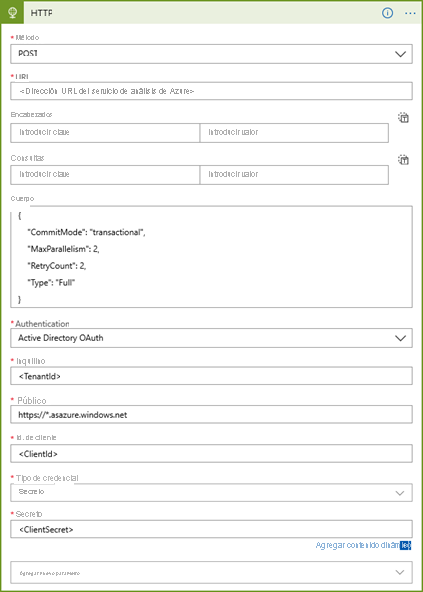 HTTP
* Método
POST
* URL
<Dirección URL del servicio de análisis de Azure>
Encabezados
Introducir clave
Introducir valor
Consultas
Introducir clave
Introducir valor
Cuerpo
{
"CommitMode": "transactional",
"MaxParallelism": 2,
"RetryCount": 2,
"Type": "Full"
}
* Authentication
Active Directory OAuth
* Inquilino
<TenantId>
* Público
https://*.asazure.windows.net
* Id. de cliente
<ClientId>
* Tipo de credencial
Secreto
* Secreto
<ClientSecret>
Agregar contenido
Agregar nuevo parámetro